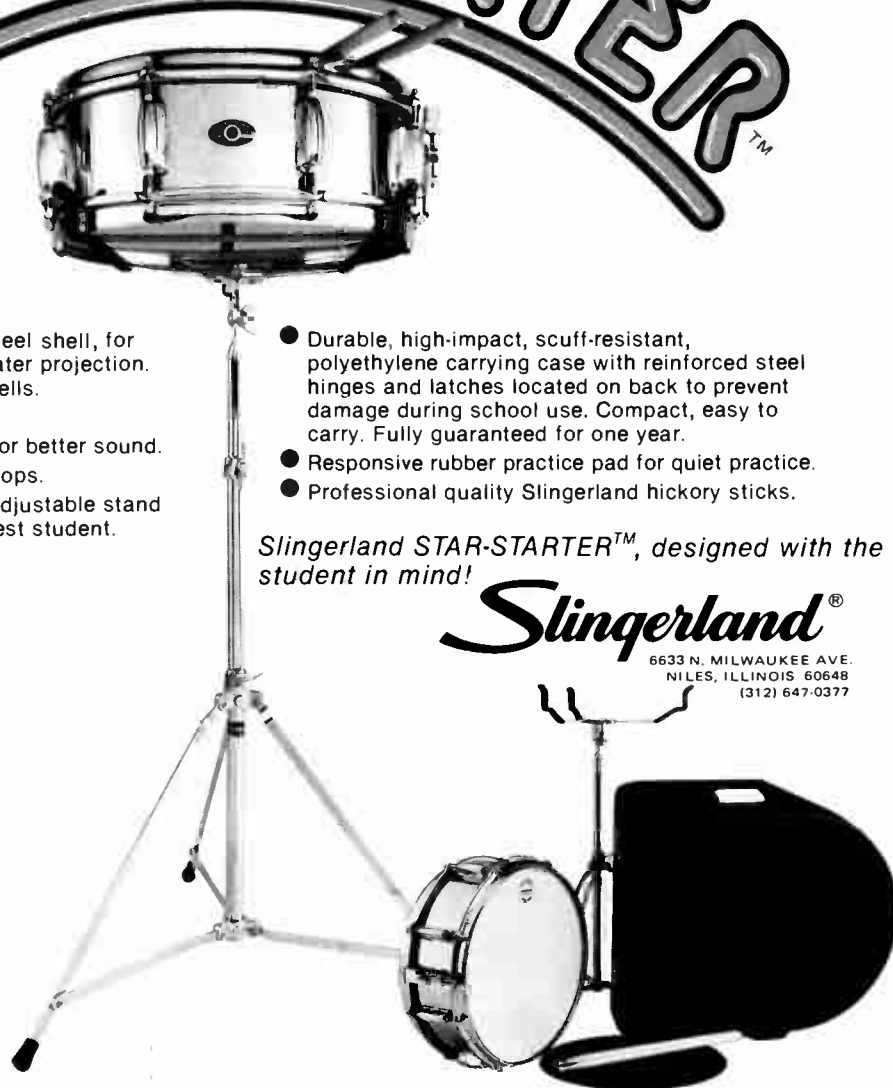 TER™
eel shell, for
ter projection.
ells.
or better sound.
ops.
djustable stand
est student.
● Durable, high-impact, scuff-resistant,
polyethylene carrying case with reinforced steel
hinges and latches located on back to prevent
damage during school use. Compact, easy to
carry. Fully guaranteed for one year.
● Responsive rubber practice pad for quiet practice.
● Professional quality Slingerland hickory sticks.
Slingerland STAR-STARTER™, designed with the
student in mind!
Slingerland®
6633 N. MILWAUKEE AVE.
NILES, ILLINOIS 60648
(312) 647-0377